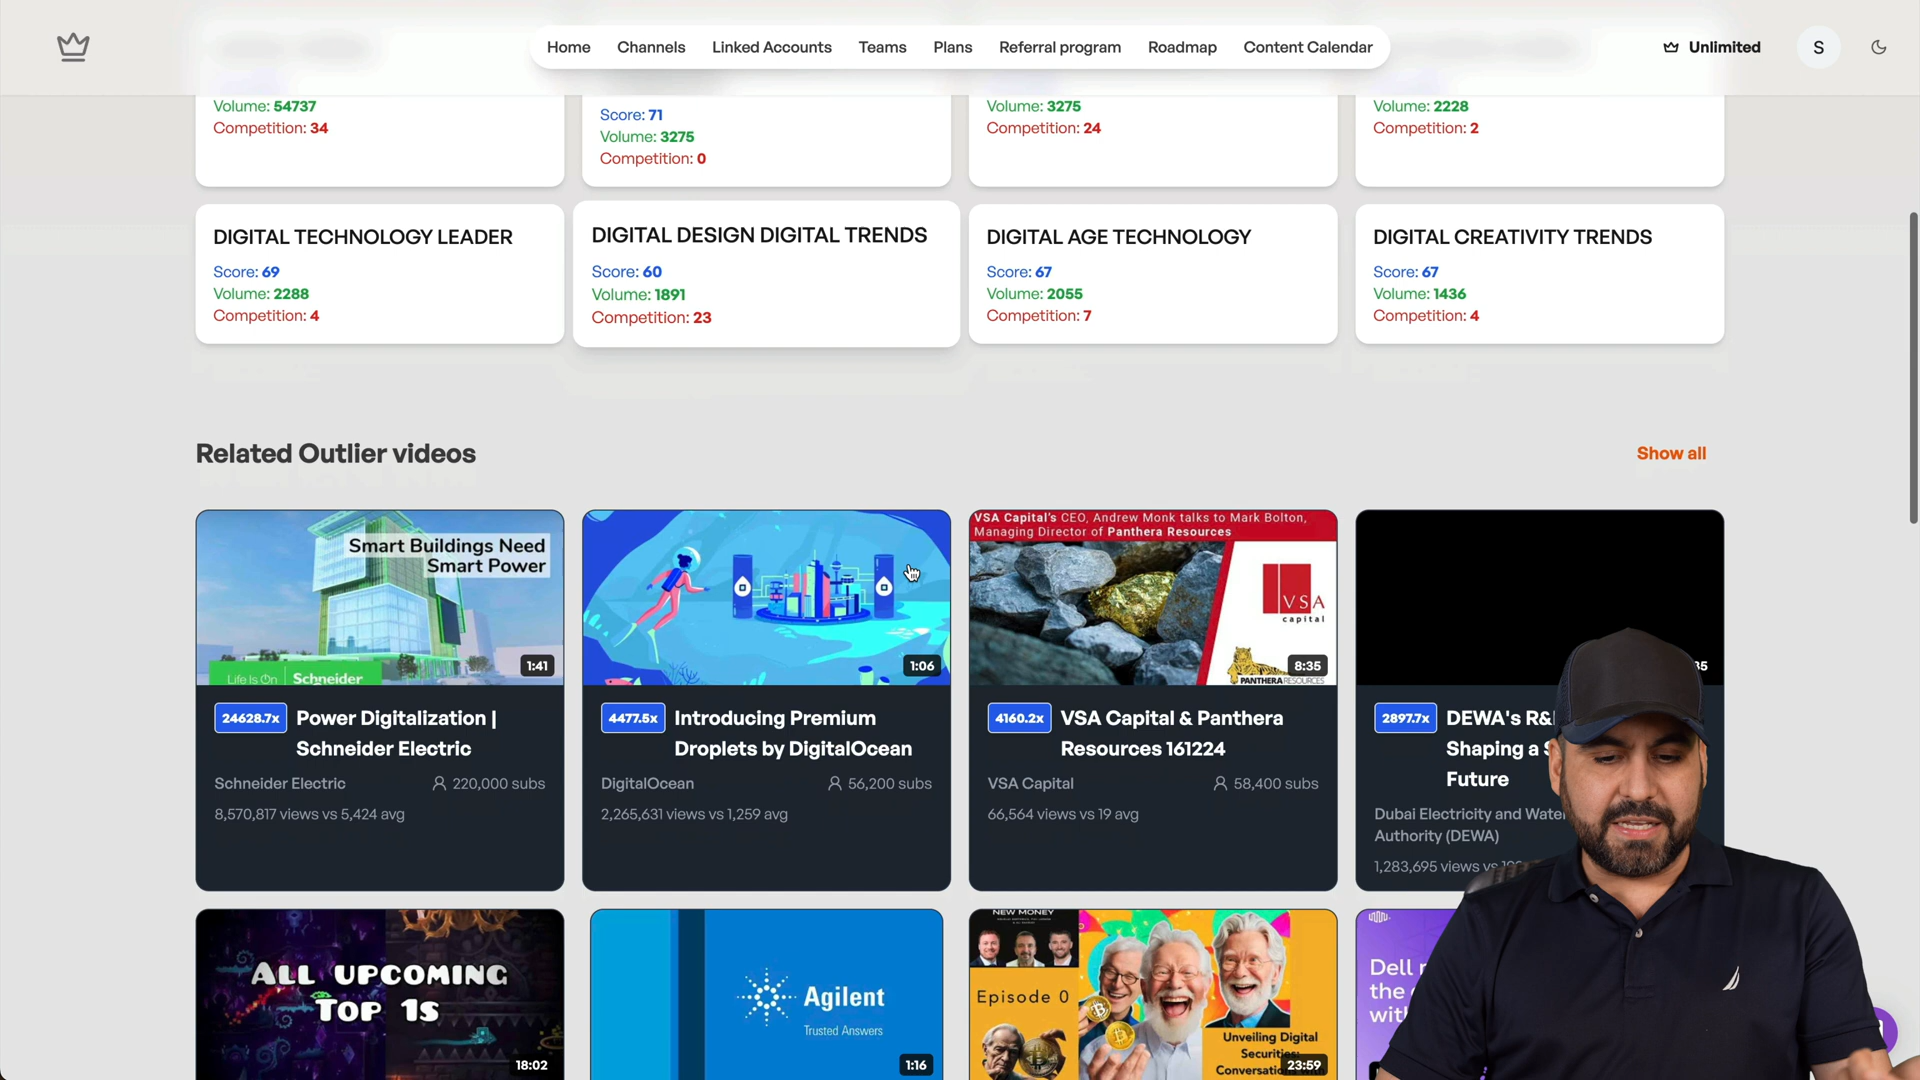 Home Channels Linked Accounts Teams Plans Referral program Roadmap Content Calendar
Unlimited
S
Volume: 54737
Competition: 34
Score: 71
Volume: 3275
Competition: 0
Volume: 3275
Competition: 24
Volume: 2228
Competition: 2
DIGITAL TECHNOLOGY LEADER
Score: 69
Volume: 2288
Competition: 4
DIGITAL DESIGN DIGITAL TRENDS
Score: 60
Volume: 1891
Competition: 23
DIGITAL AGE TECHNOLOGY
Score: 67
Volume: 2055
Competition: 7
DIGITAL CREATIVITY TRENDS
Score: 67
Volume: 1436
Competition: 4
Related Outlier videos
Show all
Smart Buildings Need
Smart Power
Life Is On Schneider
1:41
24628.7x
Power Digitalization |
Schneider Electric
Schneider Electric
220,000 subs
8,570,817 views vs 5,424 avg
1:06
4477.5x
Introducing Premium
Droplets by DigitalOcean
DigitalOcean
56,200 subs
2,265,631 views vs 1,259 avg
VSA Capital's CEO, Andrew Monk talks to Mark Bolton,
Managing Director of Panthera Resources
VSA
capital
PANTHERA RESOURCES
8:35
4160.2x
VSA Capital & Panthera
Resources 161224
VSA Capital
58,400 subs
66,564 views vs 19 avg
2897.7x
DEWA's
Shaping a
Future
Dubai Electricity and
Authority (DEWA)
1,283,695 views vs
ALL UPCOMING
TOP 1S
18:02
Agilent
Trusted Answers
1:16
NEW MONEY
Episode 0
Unveiling Digital
23:59
Dell
the